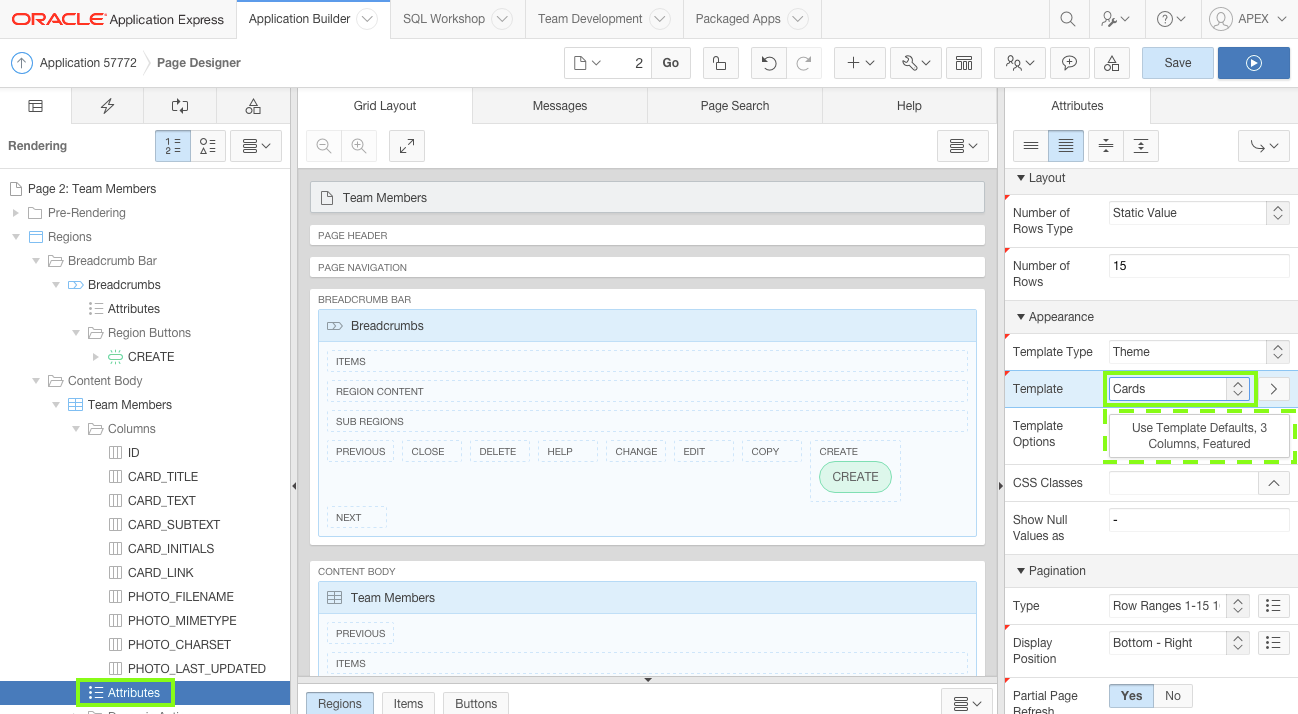 ORACLE Application Express
Application Builder
SQL Workshop
Team Development
Packaged Apps
APEX
Application 57772
Page Designer
2
Go
Save
Grid Layout
Messages
Page Search
Help
Attributes
Rendering
Page 2: Team Members
Pre-Rendering
Regions
Breadcrumb Bar
Breadcrumbs
Attributes
Region Buttons
CREATE
Content Body
Team Members
Columns
ID
CARD_TITLE
CARD_TEXT
CARD_SUBTEXT
CARD_INITIALS
CARD_LINK
PHOTO_FILENAME
PHOTO_MIMETYPE
PHOTO_CHARSET
PHOTO_LAST_UPDATED
Attributes
Team Members
PAGE HEADER
PAGE NAVIGATION
BREADCRUMB BAR
Breadcrumbs
ITEMS
REGION CONTENT
SUB REGIONS
PREVIOUS
CLOSE
DELETE
HELP
CHANGE
EDIT
COPY
CREATE
CREATE
NEXT
CONTENT BODY
Team Members
PREVIOUS
ITEMS
Regions
Items
Buttons
Layout
Number of
Rows Type
Static Value
Number of
Rows
15
Appearance
Template Type
Theme
Template
Cards
Template
Options
Use Template Defaults, 3
Columns, Featured
CSS Classes
Show Null
Values as
-
Pagination
Type
Row Ranges 1-15 1
Display
Position
Bottom - Right
Partial Page
Refresh
Yes
No